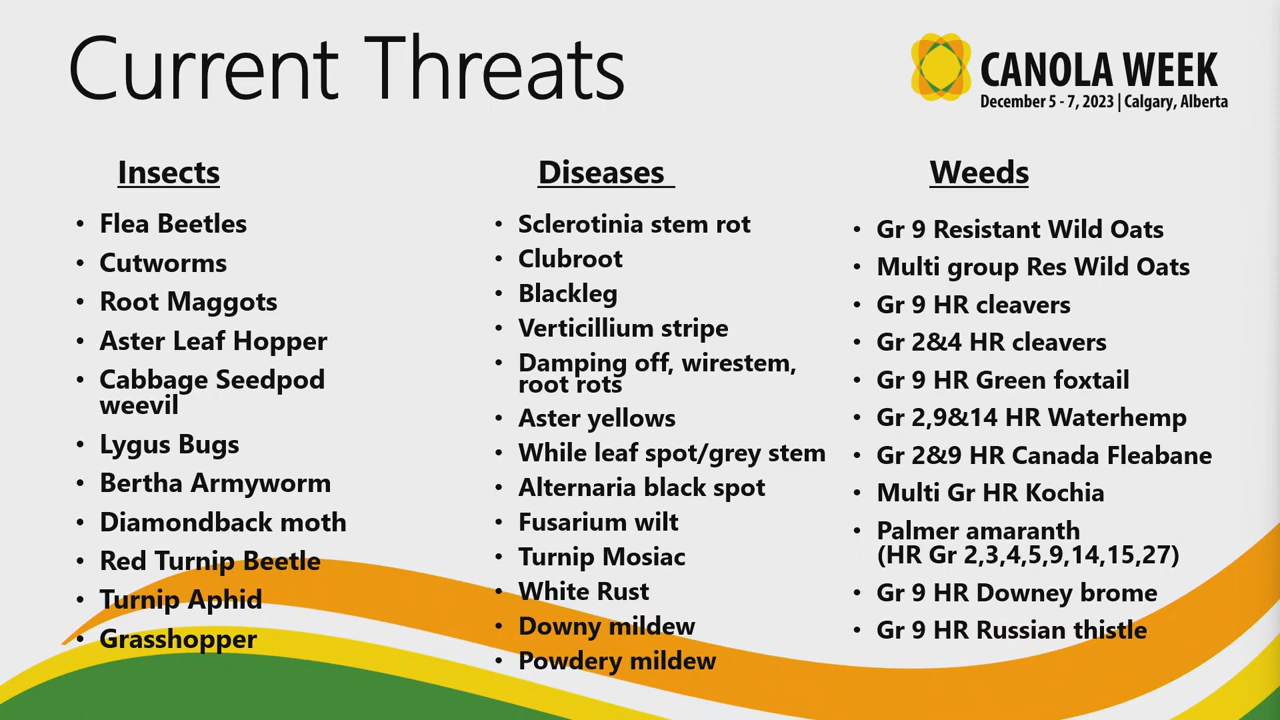 Current Threats
CANOLA WEEK
December 5 - 7, 2023 | Calgary, Alberta
Insects
• Flea Beetles
• Cutworms
• Root Maggots
• Aster Leaf Hopper
• Cabbage Seedpod
weevil
• Lygus Bugs
• Bertha Armyworm
• Diamondback moth
• Red Turnip Beetle
• Turnip Aphid
• Grasshopper
Diseases
• Sclerotinia stem rot
• Clubroot
• Blackleg
• Verticillium stripe
• Damping off, wirestem,
root rots
• Aster yellows
• While leaf spot/grey stem
• Alternaria black spot
• Fusarium wilt
• Turnip Mosiac
• White Rust
• Downy mildew
• Powdery mildew
Weeds
• Gr 9 Resistant Wild Oats
• Multi group Res Wild Oats
• Gr 9 HR cleavers
• Gr 2&4 HR cleavers
• Gr 9 HR Green foxtail
• Gr 2,9&14 HR Waterhemp
• Gr 2&9 HR Canada Fleabane
• Multi Gr HR Kochia
• Palmer amaranth
(HR Gr 2,3,4,5,9,14,15,27)
• Gr 9 HR Downey brome
• Gr 9 HR Russian thistle